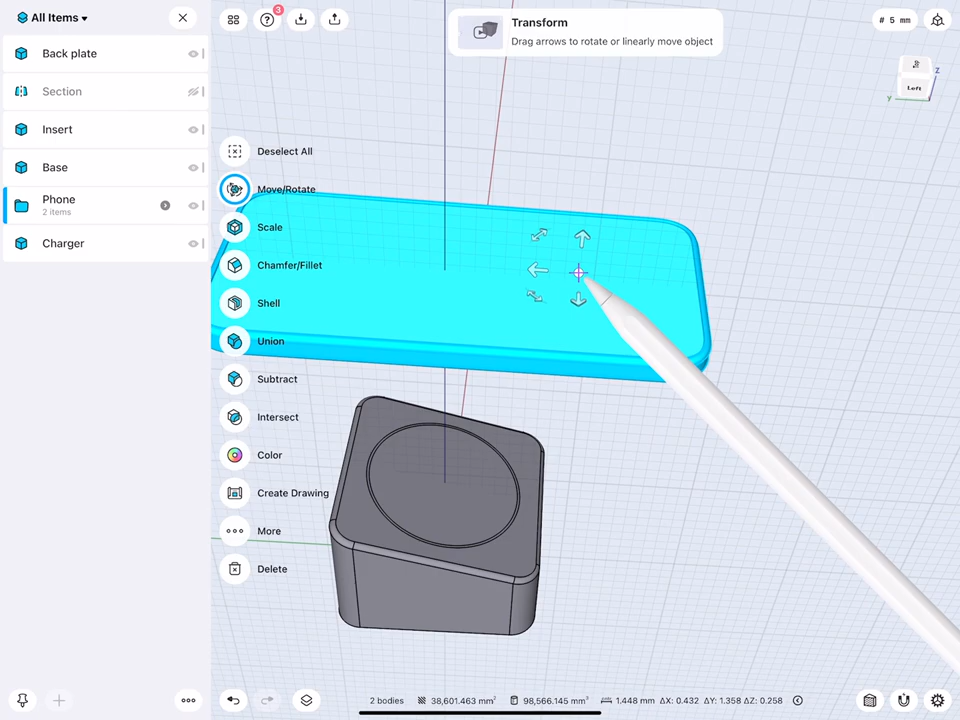 All Items
3
Transform
Drag arrows to rotate or linearly move object
# 5 mm
Z
Left
Y
Back plate
Section
Insert
Base
Phone
2 items
Charger
Deselect All
Move/Rotate
Scale
Chamfer/Fillet
Shell
Union
Subtract
Intersect
Color
Create Drawing
More
Delete
2 bodies 38,601.463 mm² 98,566.145 mm³ 1.448 mm ΔX: 0.432 ΔY: 1.358 ΔZ: 0.258